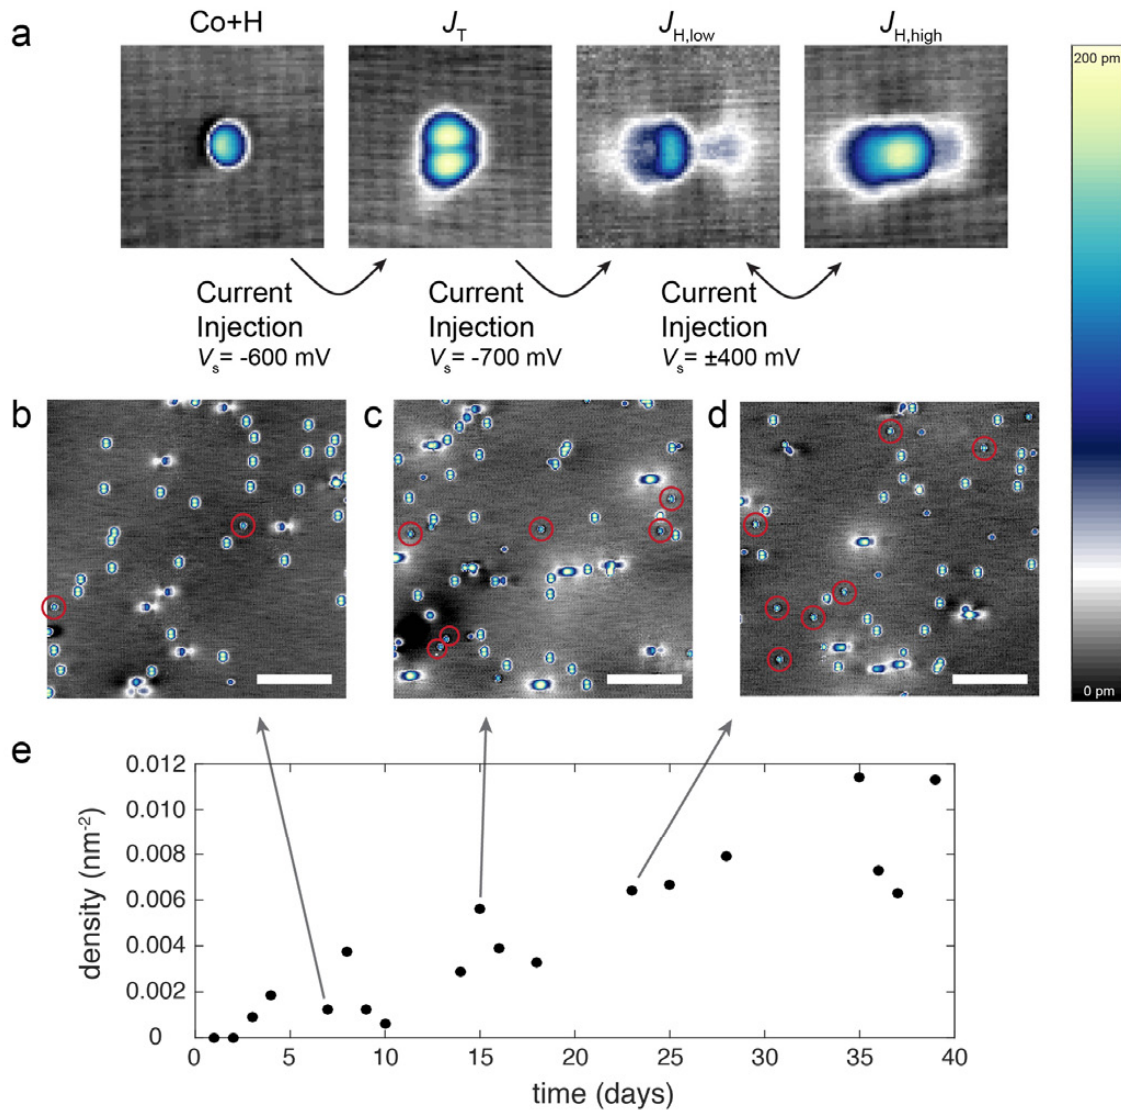 a
Co+H
J_T
J_H,low
J_H,high
200 pm
Current
Injection
V_s= -600 mV
Current
Injection
V_s= -700 mV
Current
Injection
V_s= ±400 mV
b
c
d
0 pm
e
0.012
0.010
0.008
0.006
0.004
0.002
0
density (nm⁻²)
0 5 10 15 20 25 30 35 40
time (days)